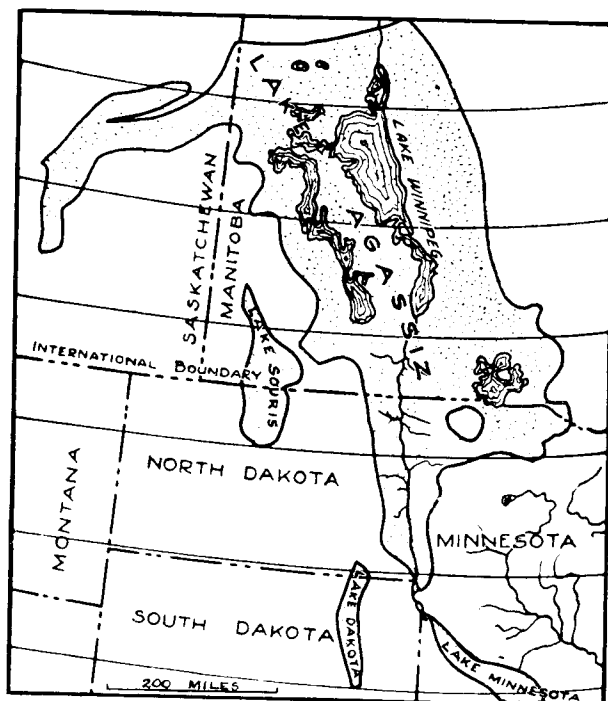 LAKE
AGASSIZ
LAKE WINNIPEG
SASKATCHEWAN
MANITOBA
LAKE SOURIS
INTERNATIONAL BOUNDARY
NORTH DAKOTA
MONTANA
MINNESOTA
SOUTH DAKOTA
LAKE DAKOTA
LAKE MINNESOTA
200 MILES